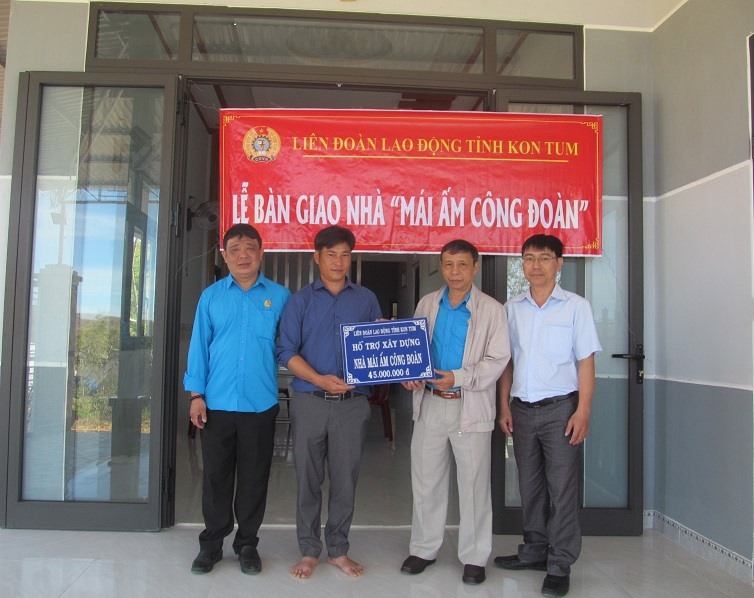 LIÊN ĐOÀN LAO ĐỘNG TỈNH KON TUM
LỄ BÀN GIAO NHÀ “MÁI ẤM CÔNG ĐOÀN”
LIÊN ĐOÀN LAO ĐỘNG TỈNH KON TUM
HỖ TRỢ XÂY DỰNG
NHÀ MÁI ẤM CÔNG ĐOÀN
45.000.000 đ